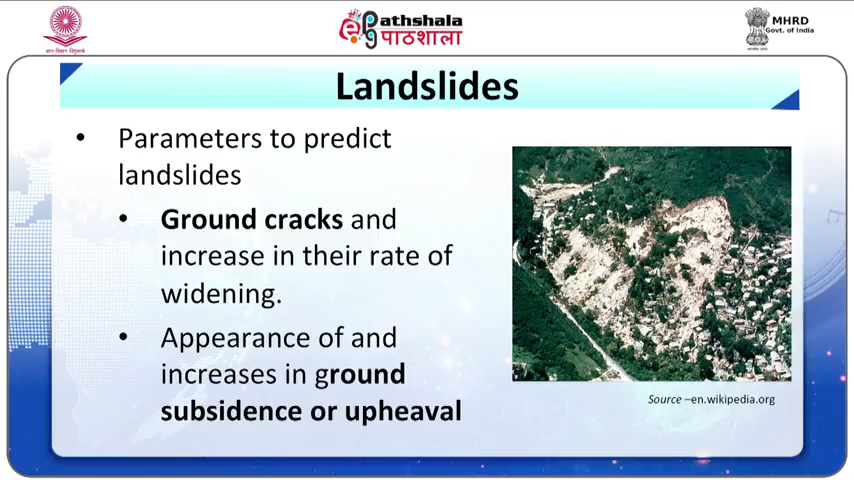 Pathshala
पाठशाला
MHRD
Govt. of India
Landslides
• Parameters to predict
landslides
• Ground cracks and
increase in their rate of
widening.
• Appearance of and
increases in ground
subsidence or upheaval
Source –en.wikipedia.org